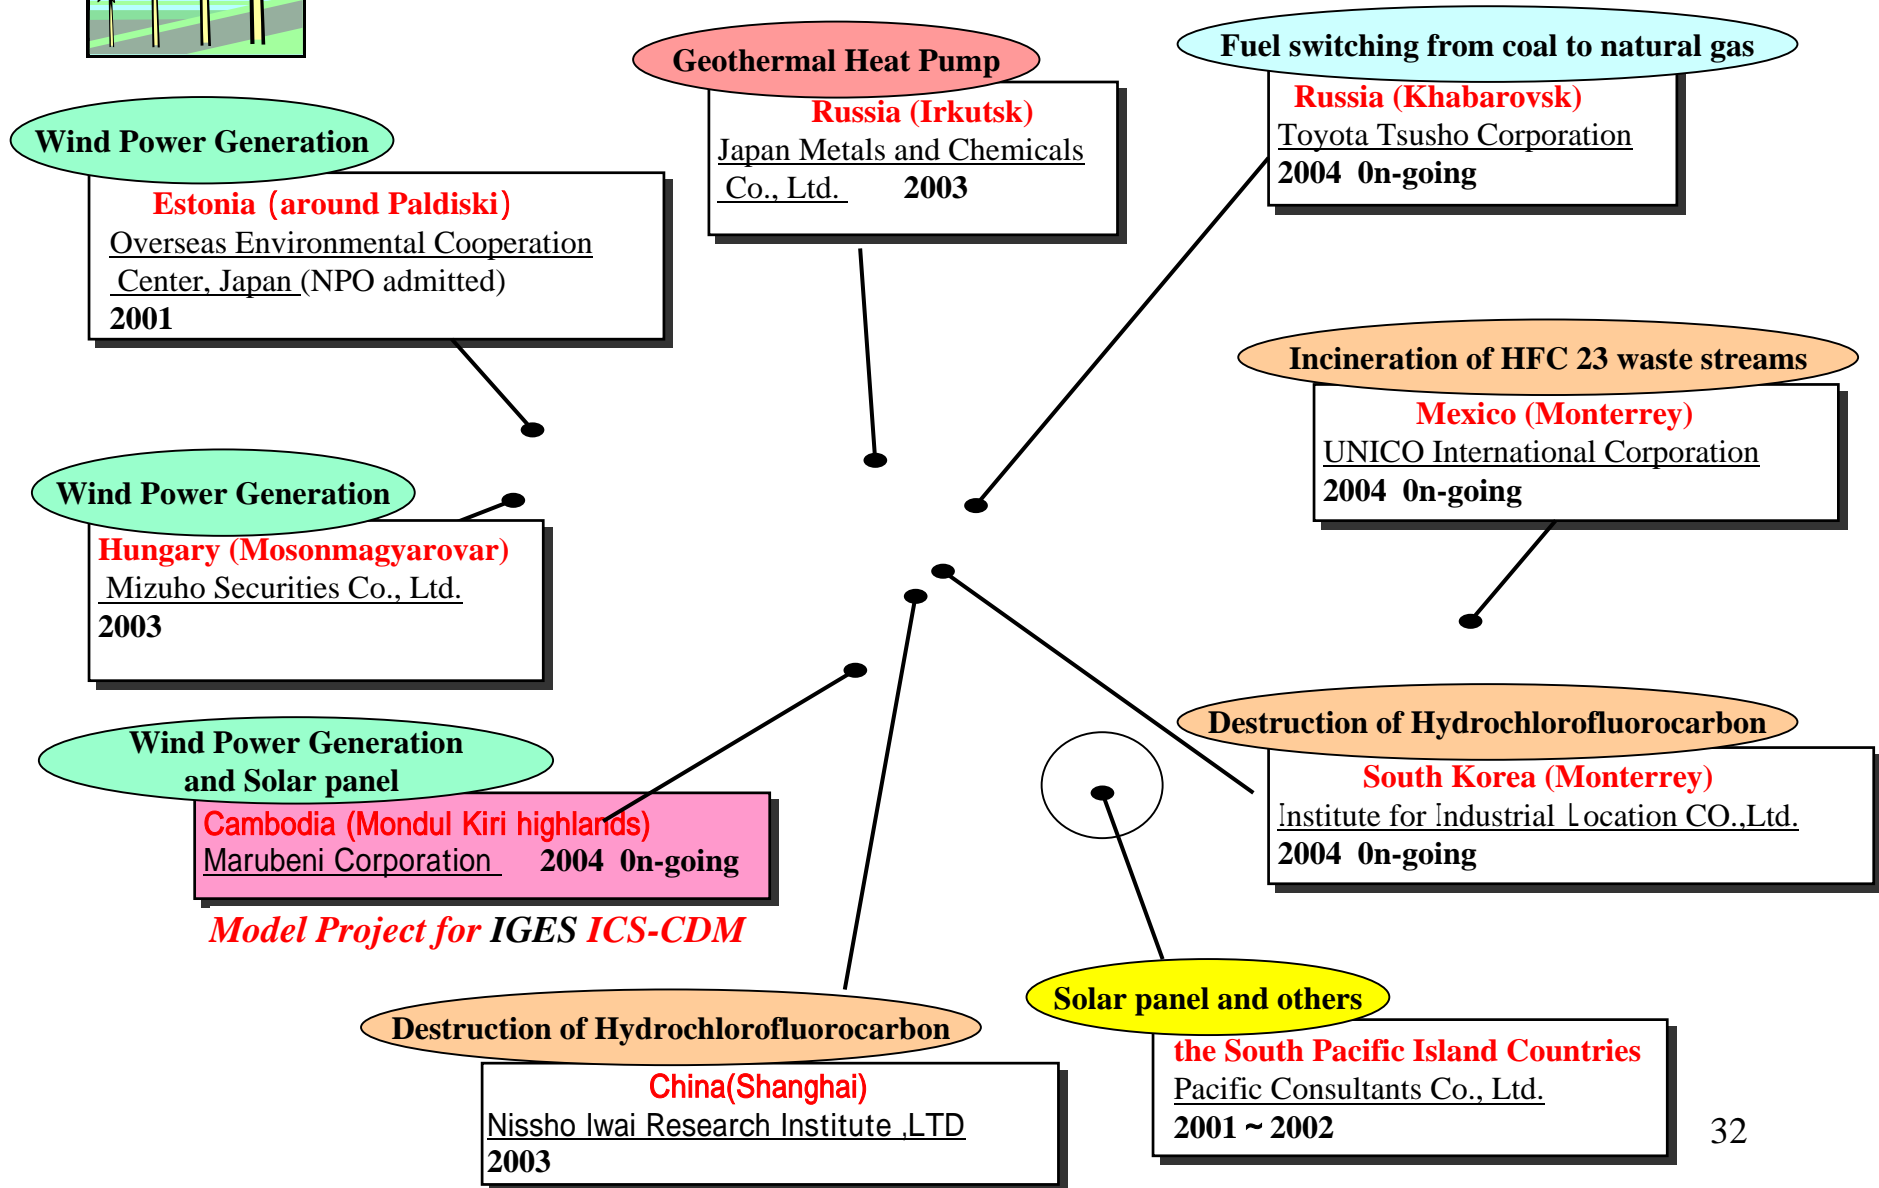 Geothermal Heat Pump
Russia (Irkutsk)
Japan Metals and Chemicals
Co., Ltd. 2003
Fuel switching from coal to natural gas
Russia (Khabarovsk)
Toyota Tsusho Corporation
2004 0n-going
Wind Power Generation
Estonia (around Paldiski)
Overseas Environmental Cooperation
Center, Japan (NPO admitted)
2001
Incineration of HFC 23 waste streams
Mexico (Monterrey)
UNICO International Corporation
2004 0n-going
Wind Power Generation
Hungary (Mosonmagyarovar)
Mizuho Securities Co., Ltd.
2003
Destruction of Hydrochlorofluorocarbon
South Korea (Monterrey)
Institute for Industrial Location CO.,Ltd.
2004 0n-going
Wind Power Generation
and Solar panel
Cambodia (Mondul Kiri highlands)
Marubeni Corporation 2004 0n-going
Model Project for IGES ICS-CDM
Destruction of Hydrochlorofluorocarbon
China(Shanghai)
Nissho Iwai Research Institute ,LTD
2003
Solar panel and others
the South Pacific Island Countries
Pacific Consultants Co., Ltd.
2001 ~ 2002
32